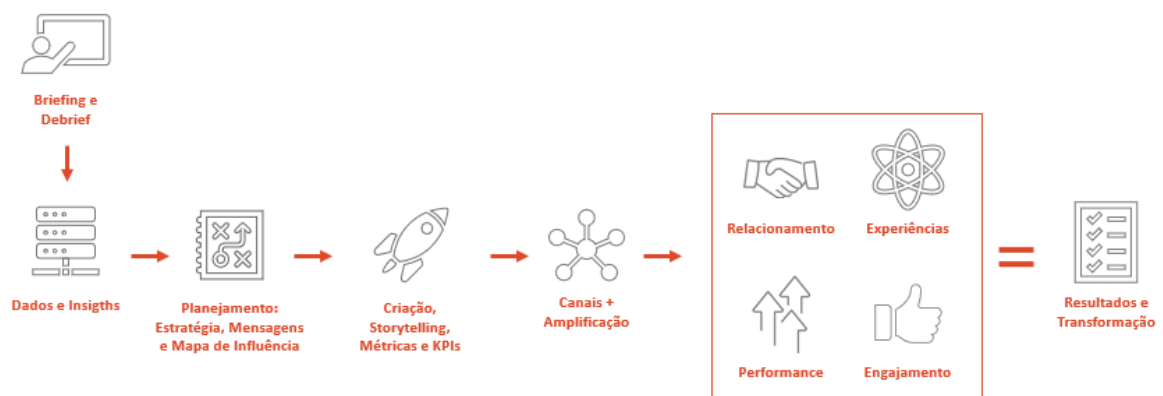 Briefing e
Debrief
Dados e Insigths
Planejamento:
Estratégia, Mensagens
e Mapa de Influência
Criação,
Storytelling,
Métricas e KPIs
Canais +
Amplificação
Relacionamento
Experiências
Performance
Engajamento
Resultados e
Transformação